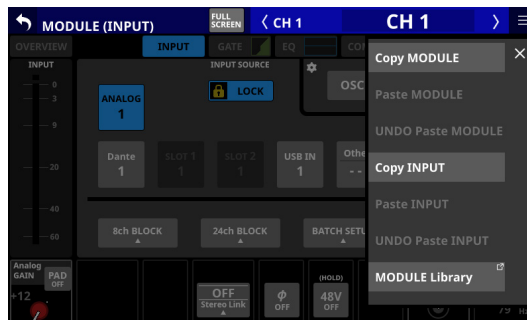 MODULE (INPUT)
FULL
SCREEN
CH 1
CH 1
OVERVIEW
INPUT
GATE
EQ
INPUT
INPUT SOURCE
0
3
9
20
40
60
ANALOG
1
LOCK
OSC
Dante
1
SLOT 1
1
SLOT 2
1
USB IN
1
- -
8ch BLOCK
24ch BLOCK
Analog
GAIN
PAD
OFF
+12
OFF
Stereo Link
Φ
OFF
(HOLD)
48V
OFF
79
Copy MODULE
Paste MODULE
UNDO Paste MODULE
Copy INPUT
Paste INPUT
UNDO Paste INPUT
MODULE Library